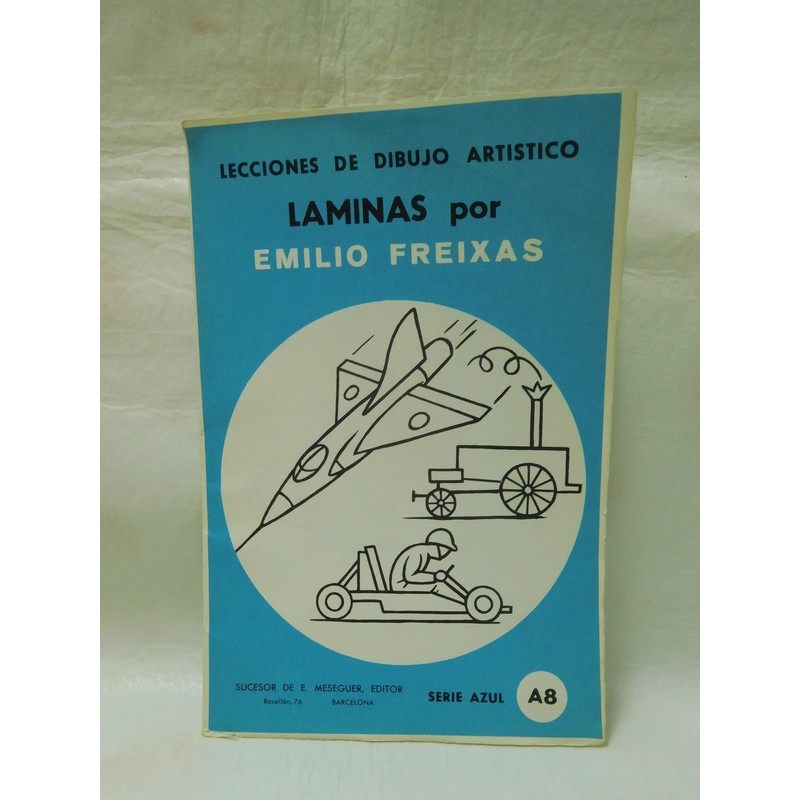 LECCIONES DE DIBUJO ARTISTICO
LAMINAS por
EMILIO FREIXAS
SUCESOR DE E. MESEGUER, EDITOR
Rosellón, 76 BARCELONA
SERIE AZUL A8